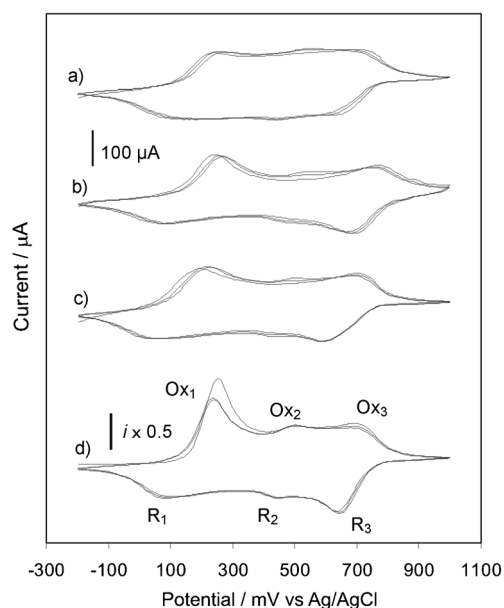 a)
100 µA
b)
Current / µA
c)
Ox1
Ox2
Ox3
i x 0.5
d)
R1
R2
R3
-300 -100 100 300 500 700 900 1100
Potential / mV vs Ag/AgCl